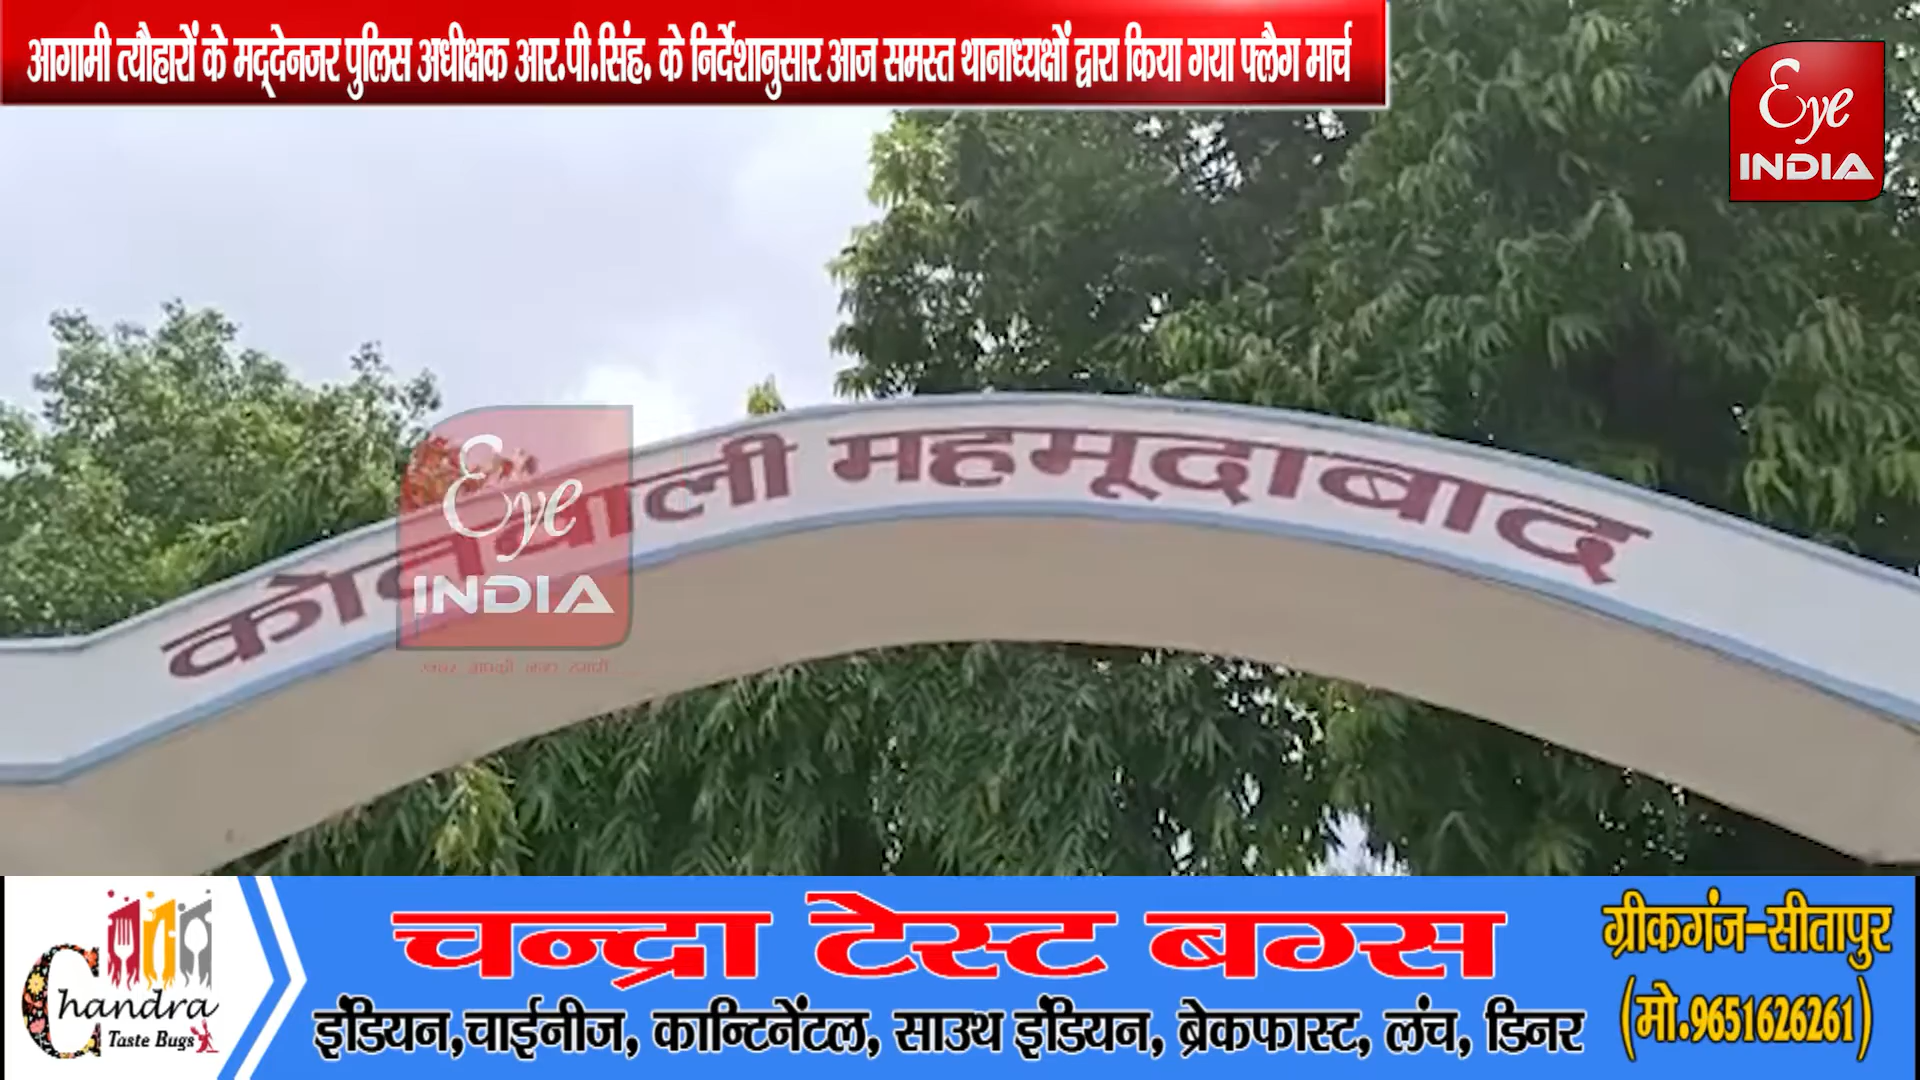 आगामी त्यौहारों के मद्देनजर पुलिस अधीक्षक आर.पी.सिंह. के निर्देशानुसार आज समस्त थानाध्यक्षों द्वारा किया गया फ्लैग मार्च
Eye
INDIA
कोतवाली महमूदाबाद
Eye
INDIA
चन्द्रा टेस्ट बग्स
ग्रीकगंज-सीतापुर
Chandra
Taste Bugs
इंडियन,चाईनीज, कान्टिनेंटल, साउथ इंडियन, ब्रेकफास्ट, लंच, डिनर
(मो.9651626261)